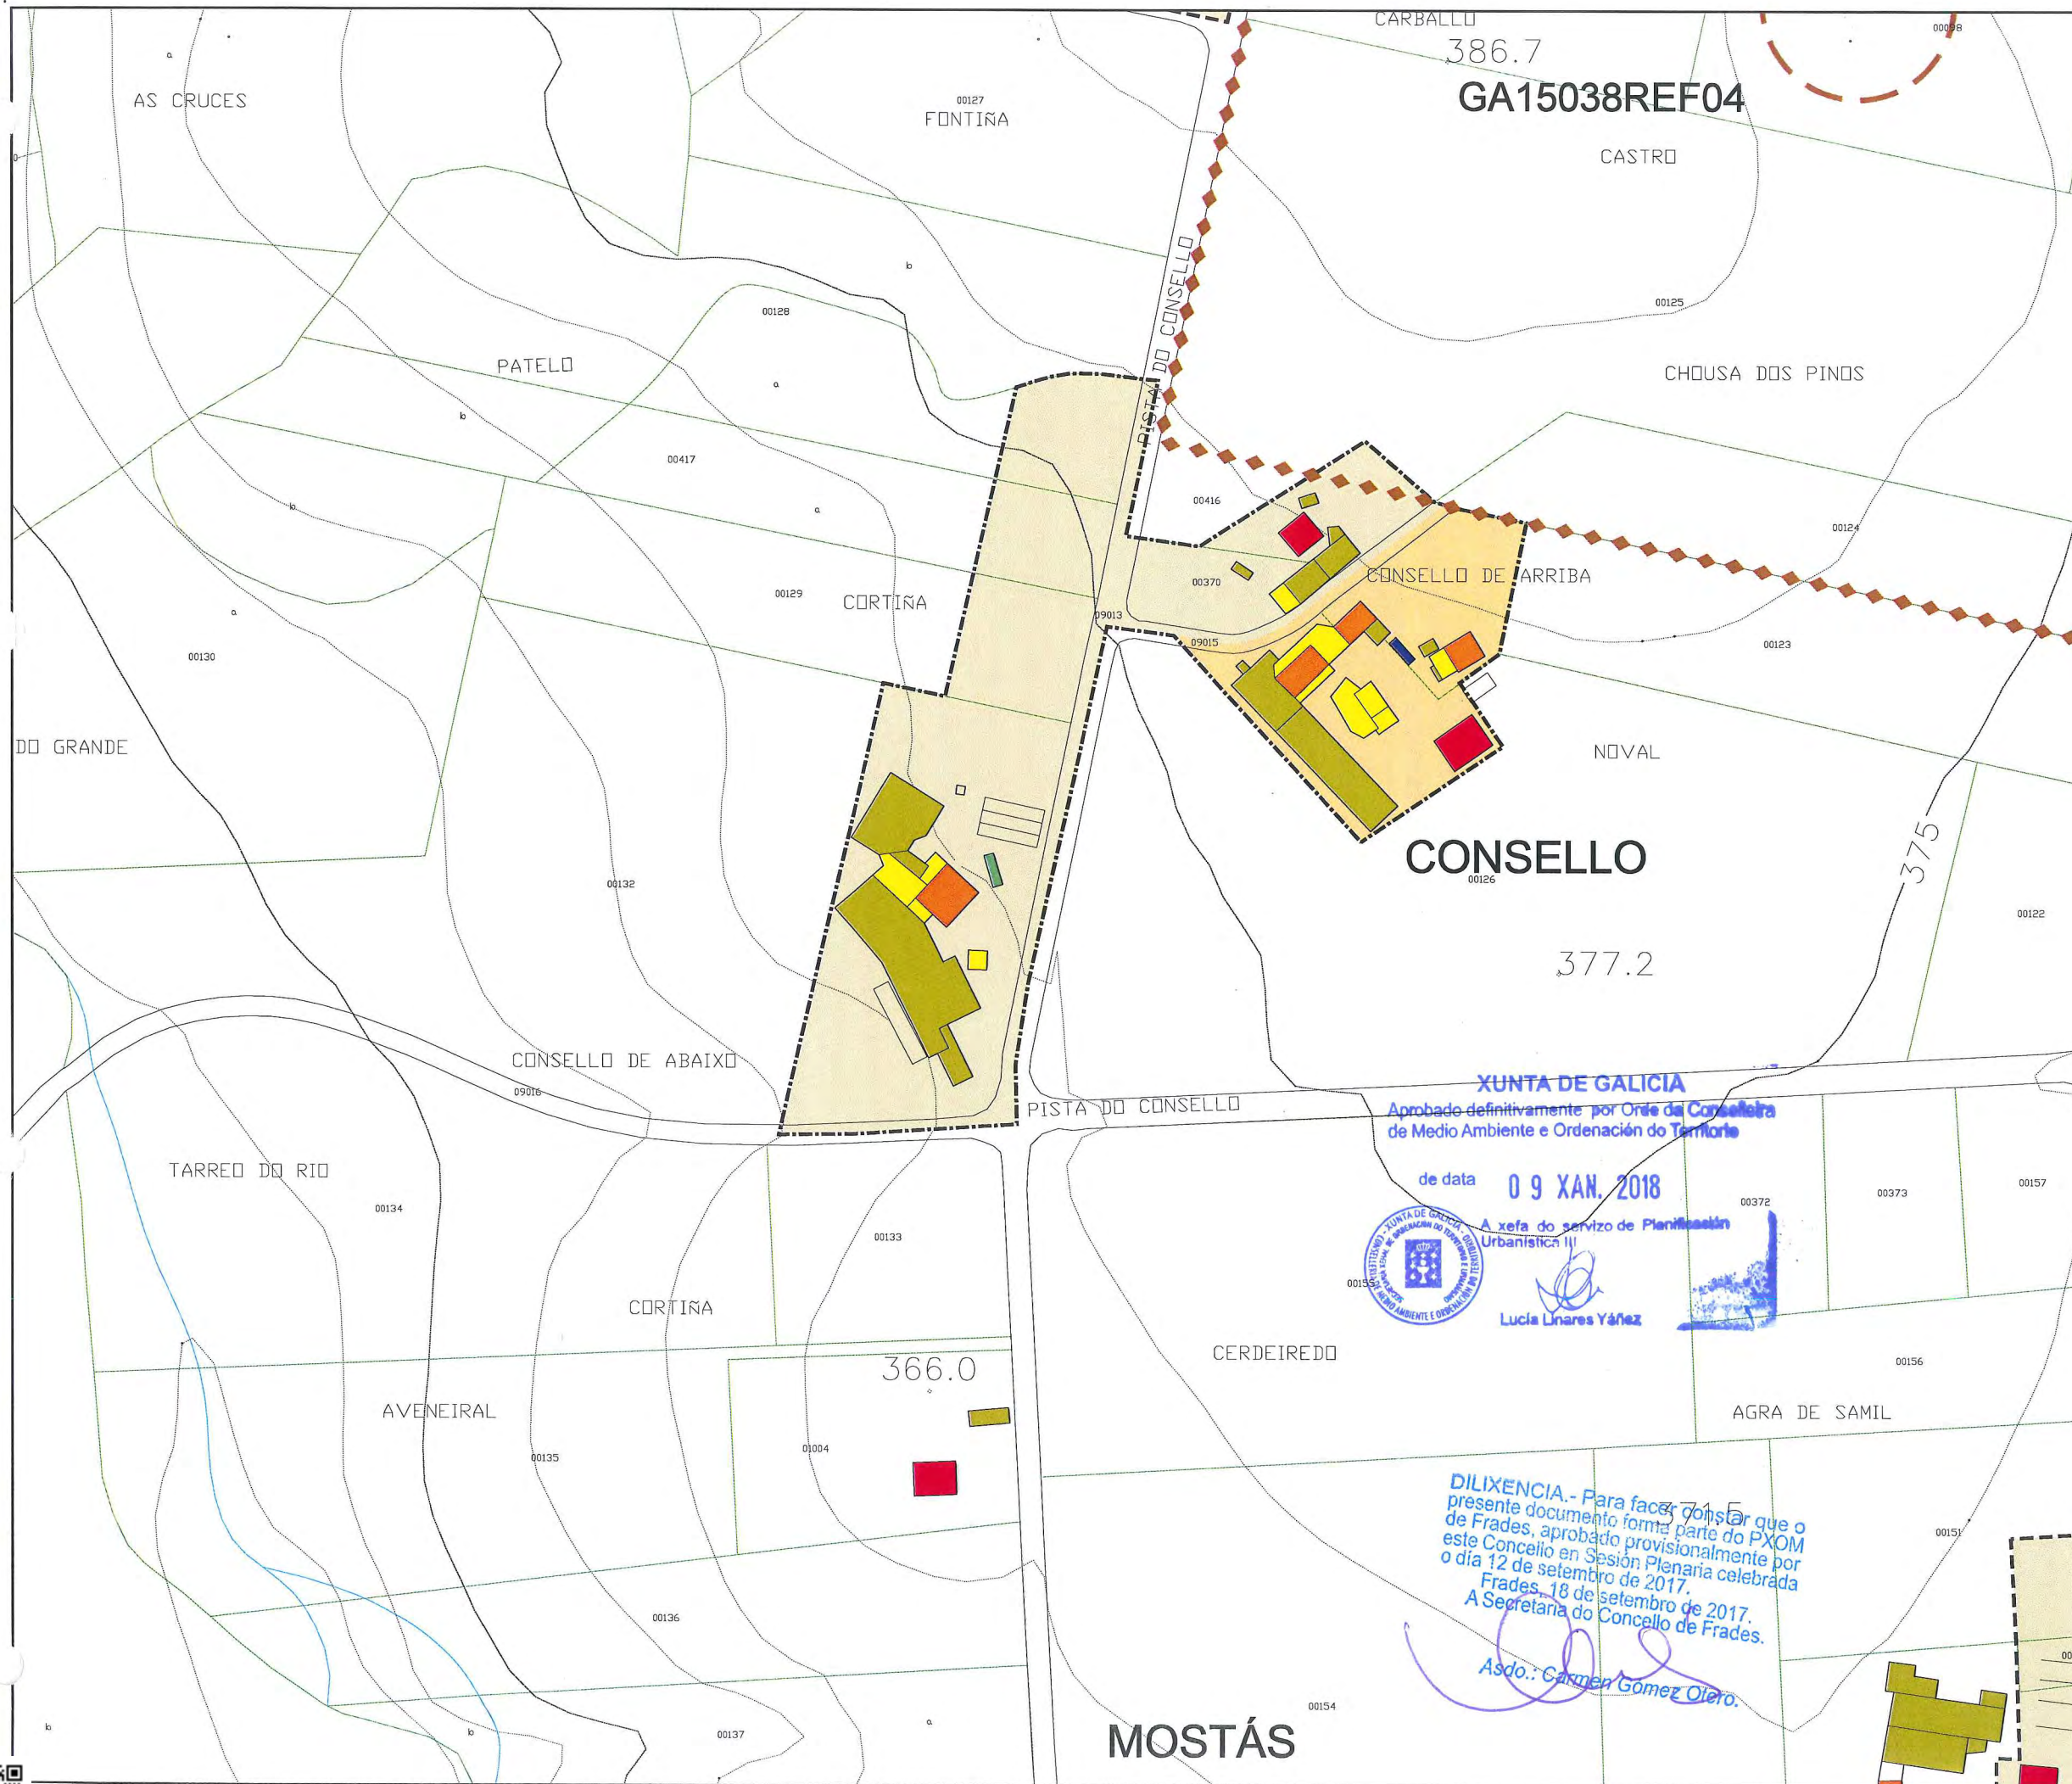 CARBALLO
386.7
00098
GA15038REF04
AS CRUCES
00127
FONTIÑA
CASTRO
b
a
a
PISTA DO CONSELLO
00128
00125
PATELO
a
CHOUSA DOS PINOS
b
00417
00416
b
a
00124
00370
CONSELLO DE ARRIBA
00129
CORTIÑA
a
09013
09015
00130
00123
DO GRANDE
NOVAL
375
CONSELLO
00126
00132
00122
377.2
CONSELLO DE ABAIXO
09016
PISTA DO CONSELLO
XUNTA DE GALICIA
Aprobado definitivamente por Orde da Conselleira
de Medio Ambiente e Ordenación do Territorio
de data 09 XAN. 2018
A xefa do servizo de Planificación
Urbanística III
Lucía Linares Yáñez
TARREO DO RIO
00134
00133
00372
00373
00157
00155
CORTIÑA
CERDEIREDO
00156
366.0
AVENEIRAL
AGRA DE SAMIL
01004
00135
371.5
00151
DILIXENCIA.- Para facer constar que o
presente documento forma parte do PXOM
de Frades, aprobado provisionalmente por
este Concello en Sesión Plenaria celebrada
o día 12 de setembro de 2017.
Frades, 18 de setembro de 2017.
A Secretaria do Concello de Frades.
Asdo.: Carmen Gómez Otero.
00136
00154
b
b
00137
a
MOSTÁS